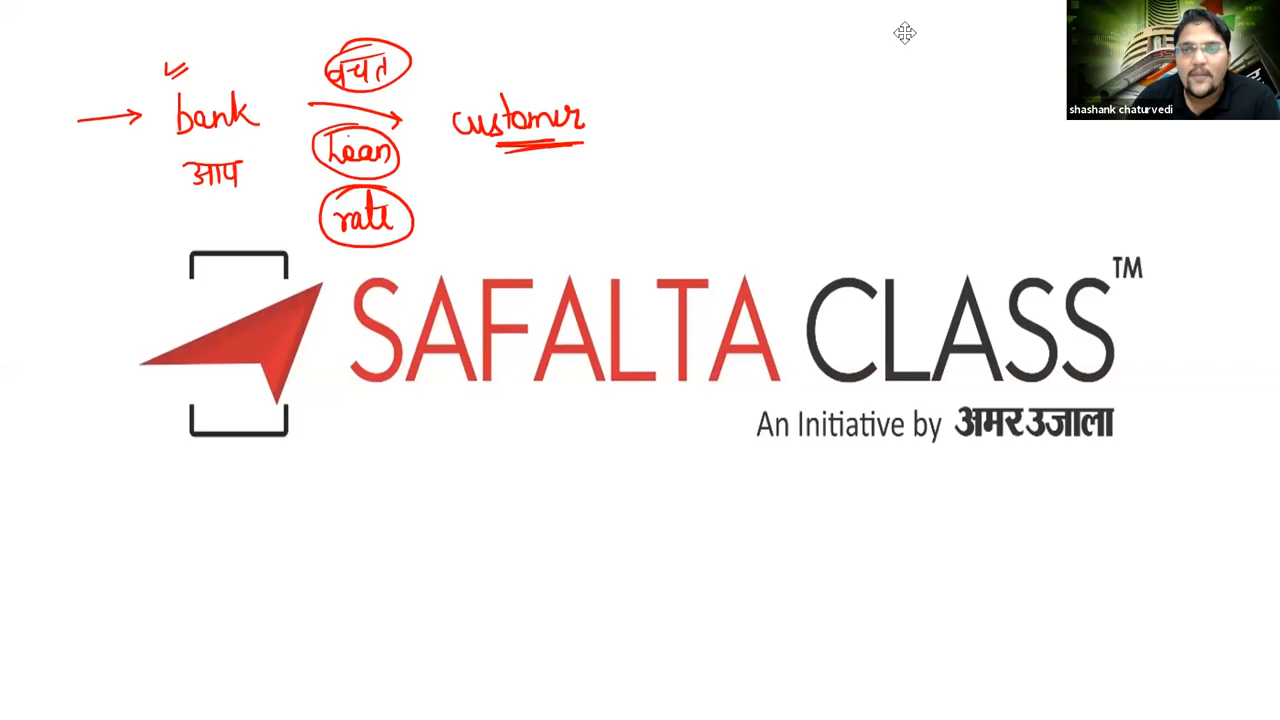 बचत
bank
customer
आप
Loan
rate
SAFALTA CLASS™
An Initiative by अमर उजाला
shashank chaturvedi